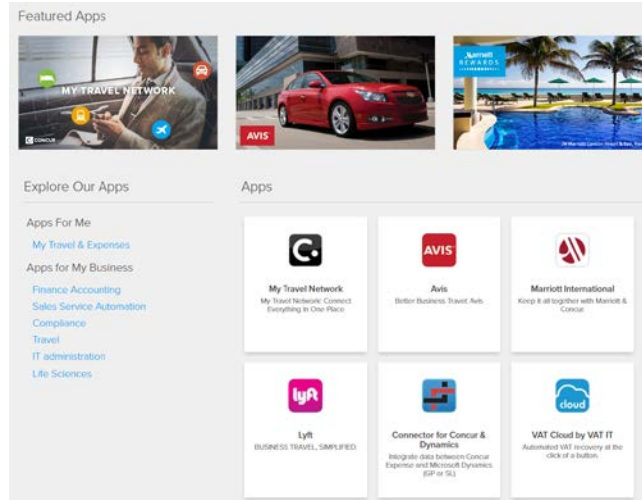 Featured Apps
MY TRAVEL NETWORK
CONCUR
AVIS
Marriott
REWARDS
Explore Our Apps
Apps
Apps For Me
My Travel & Expenses
Apps for My Business
Finance Accounting
Sales Service Automation
Compliance
Travel
IT administration
Life Sciences
C.
My Travel Network
My Travel Network: Connect
Everything In One Place
AVIS
Avis
Better Business Travel: Avis
Marriott International
Keep it all together with Marriott &
Concur.
lyft
Lyft
BUSINESS TRAVEL, SIMPLIFIED.
Connector for Concur &
Dynamics
Integrate data between Concur
Expense and Microsoft Dynamics
(GP or SL)
cloud
VAT Cloud by VAT IT
Automated VAT recovery at the
click of a button.